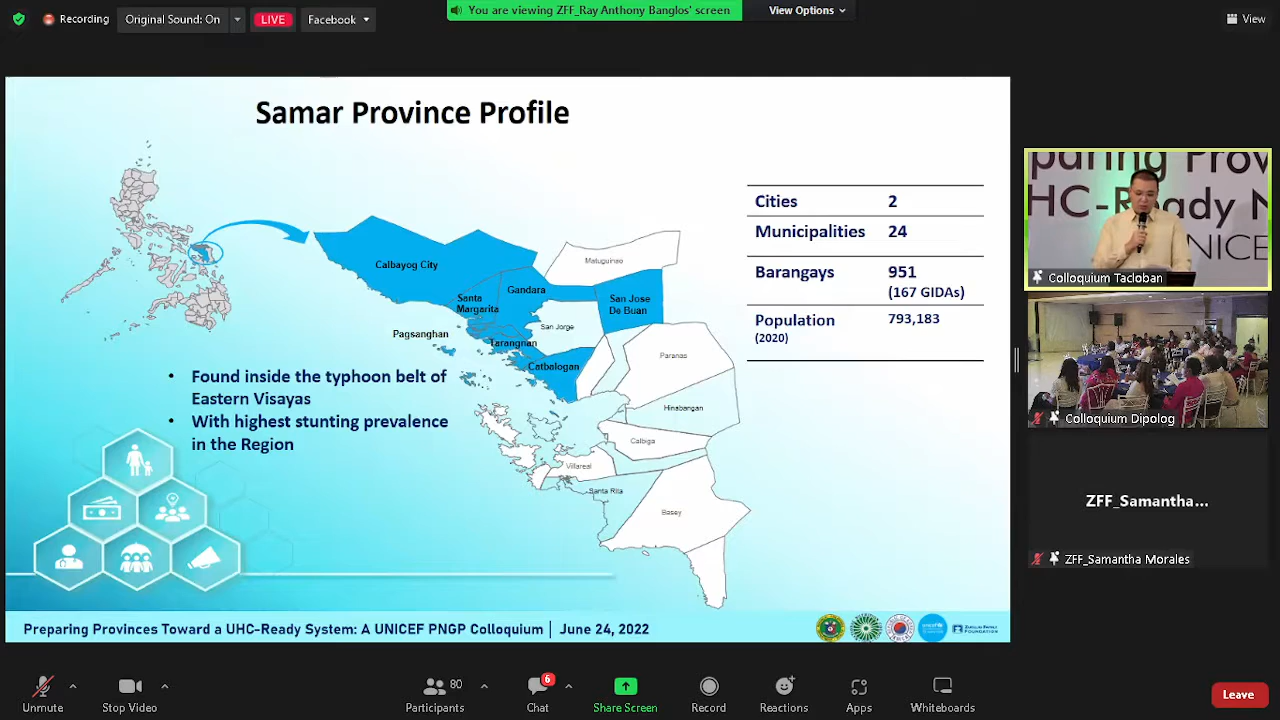 Recording
Original Sound: On
LIVE
Facebook
You are viewing ZFF_Ray Anthony Banglos' screen
View Options
View
Samar Province Profile
Calbayog City
Matuguinao
Gandara
Santa
Margarita
San Jose
De Buan
San Jorge
Pagsanghan
Tarangnan
Catbalogan
Paranas
Hinabangan
Calbiga
Villareal
Santa Rita
Basey
• Found inside the typhoon belt of
Eastern Visayas
• With highest stunting prevalence
in the Region
Cities 2
Municipalities 24
Barangays 951
(167 GIDAs)
Population 793,183
(2020)
Preparing Provinces Toward a UHC-Ready System: A UNICEF PNGP Colloquium | June 24, 2022
paring Prov
HC-Ready N
NICE
Colloquium Tacloban
Colloquium Dipolog
ZFF_Samantha...
ZFF_Samantha Morales
Unmute
Stop Video
80
Participants
6
Chat
Share Screen
Record
Reactions
Apps
Whiteboards
Leave